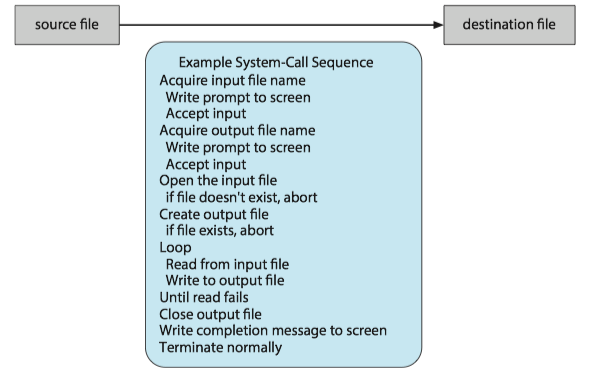 source file
destination file
Example System-Call Sequence
Acquire input file name
Write prompt to screen
Accept input
Acquire output file name
Write prompt to screen
Accept input
Open the input file
if file doesn't exist, abort
Create output file
if file exists, abort
Loop
Read from input file
Write to output file
Until read fails
Close output file
Write completion message to screen
Terminate normally